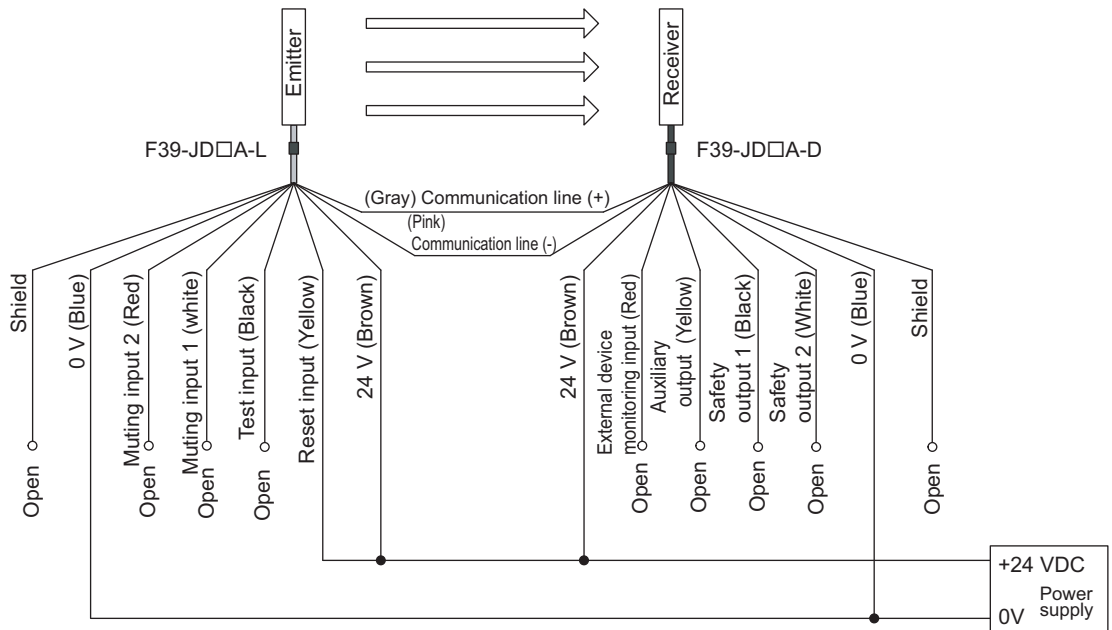 Emitter
Receiver
F39-JD□A-L
F39-JD□A-D
(Gray) Communication line (+)
(Pink)
Communication line (-)
Shield
0 V (Blue)
Muting input 2 (Red)
Muting input 1 (white)
Test input (Black)
Reset input (Yellow)
24 V (Brown)
24 V (Brown)
External device
monitoring input (Red)
Auxiliary
output (Yellow)
Safety
output 1 (Black)
Safety
output 2 (White)
0 V (Blue)
Shield
Open
Open
Open
Open
Open
Open
Open
Open
Open
+24 VDC
Power
supply
0V